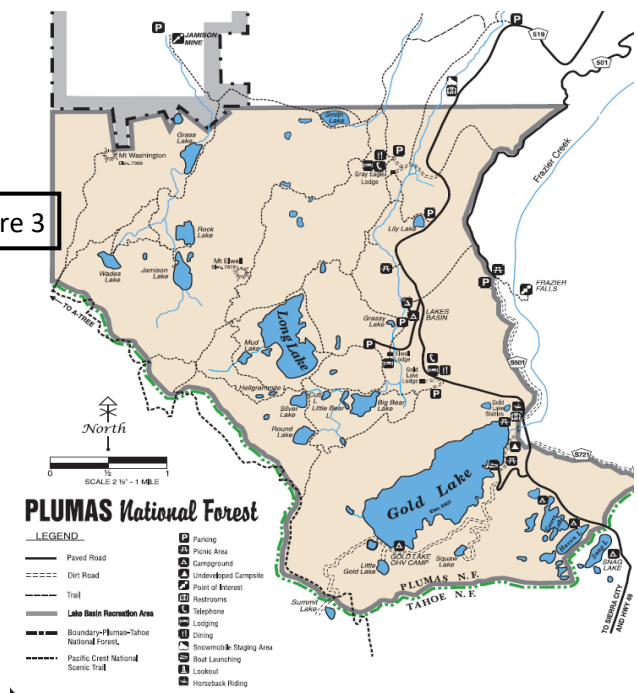 P
JAMISON
MINE
P
519
501
Grass
Lake
Smith
Lake
Mt Washington
Elev. 7369
P
Gray Eagle
Lodge
Frazier Creek
re 3
Rock
Lake
Lily Lake
P
Mt Elwell
Wades
Lake
Jamison
Lake
P
FRAZIER
FALLS
TO A-TREE
Long Lake
Grassy
Lake
P
LAKES
BASIN
Mud
Lake
P
Elwell
Lodge
S501
Gold
Lake
Lodge
P
Hellgrammite L.
Cub
L.
Little Bear
Silver
Lake
Big Bear
Lake
Gold
Lake
Stables
Round
Lake
North
S721
0 ½ 1
SCALE 2 ½" - 1 MILE
Gold Lake
PLUMAS National Forest
GOLD LAKE
OHV CAMP
Little
Gold Lake
Squaw
Lake
Haven L.
SNAG
LAKE
PLUMAS N.F.
TAHOE N.F.
Summit
Lake
TO SIERRA CITY
AND HWY 49
LEGEND
Paved Road
Dirt Road
Trail
Lake Basin Recreation Area
Boundary-Plumas-Tahoe
National Forest.
Pacific Crest National
Scenic Trail
P Parking
Picnic Area
Campground
Undeveloped Campsite
Point of Interest
Restrooms
Telephone
Lodging
Dining
Snowmobile Staging Area
Boat Launching
Lookout
Horseback Riding